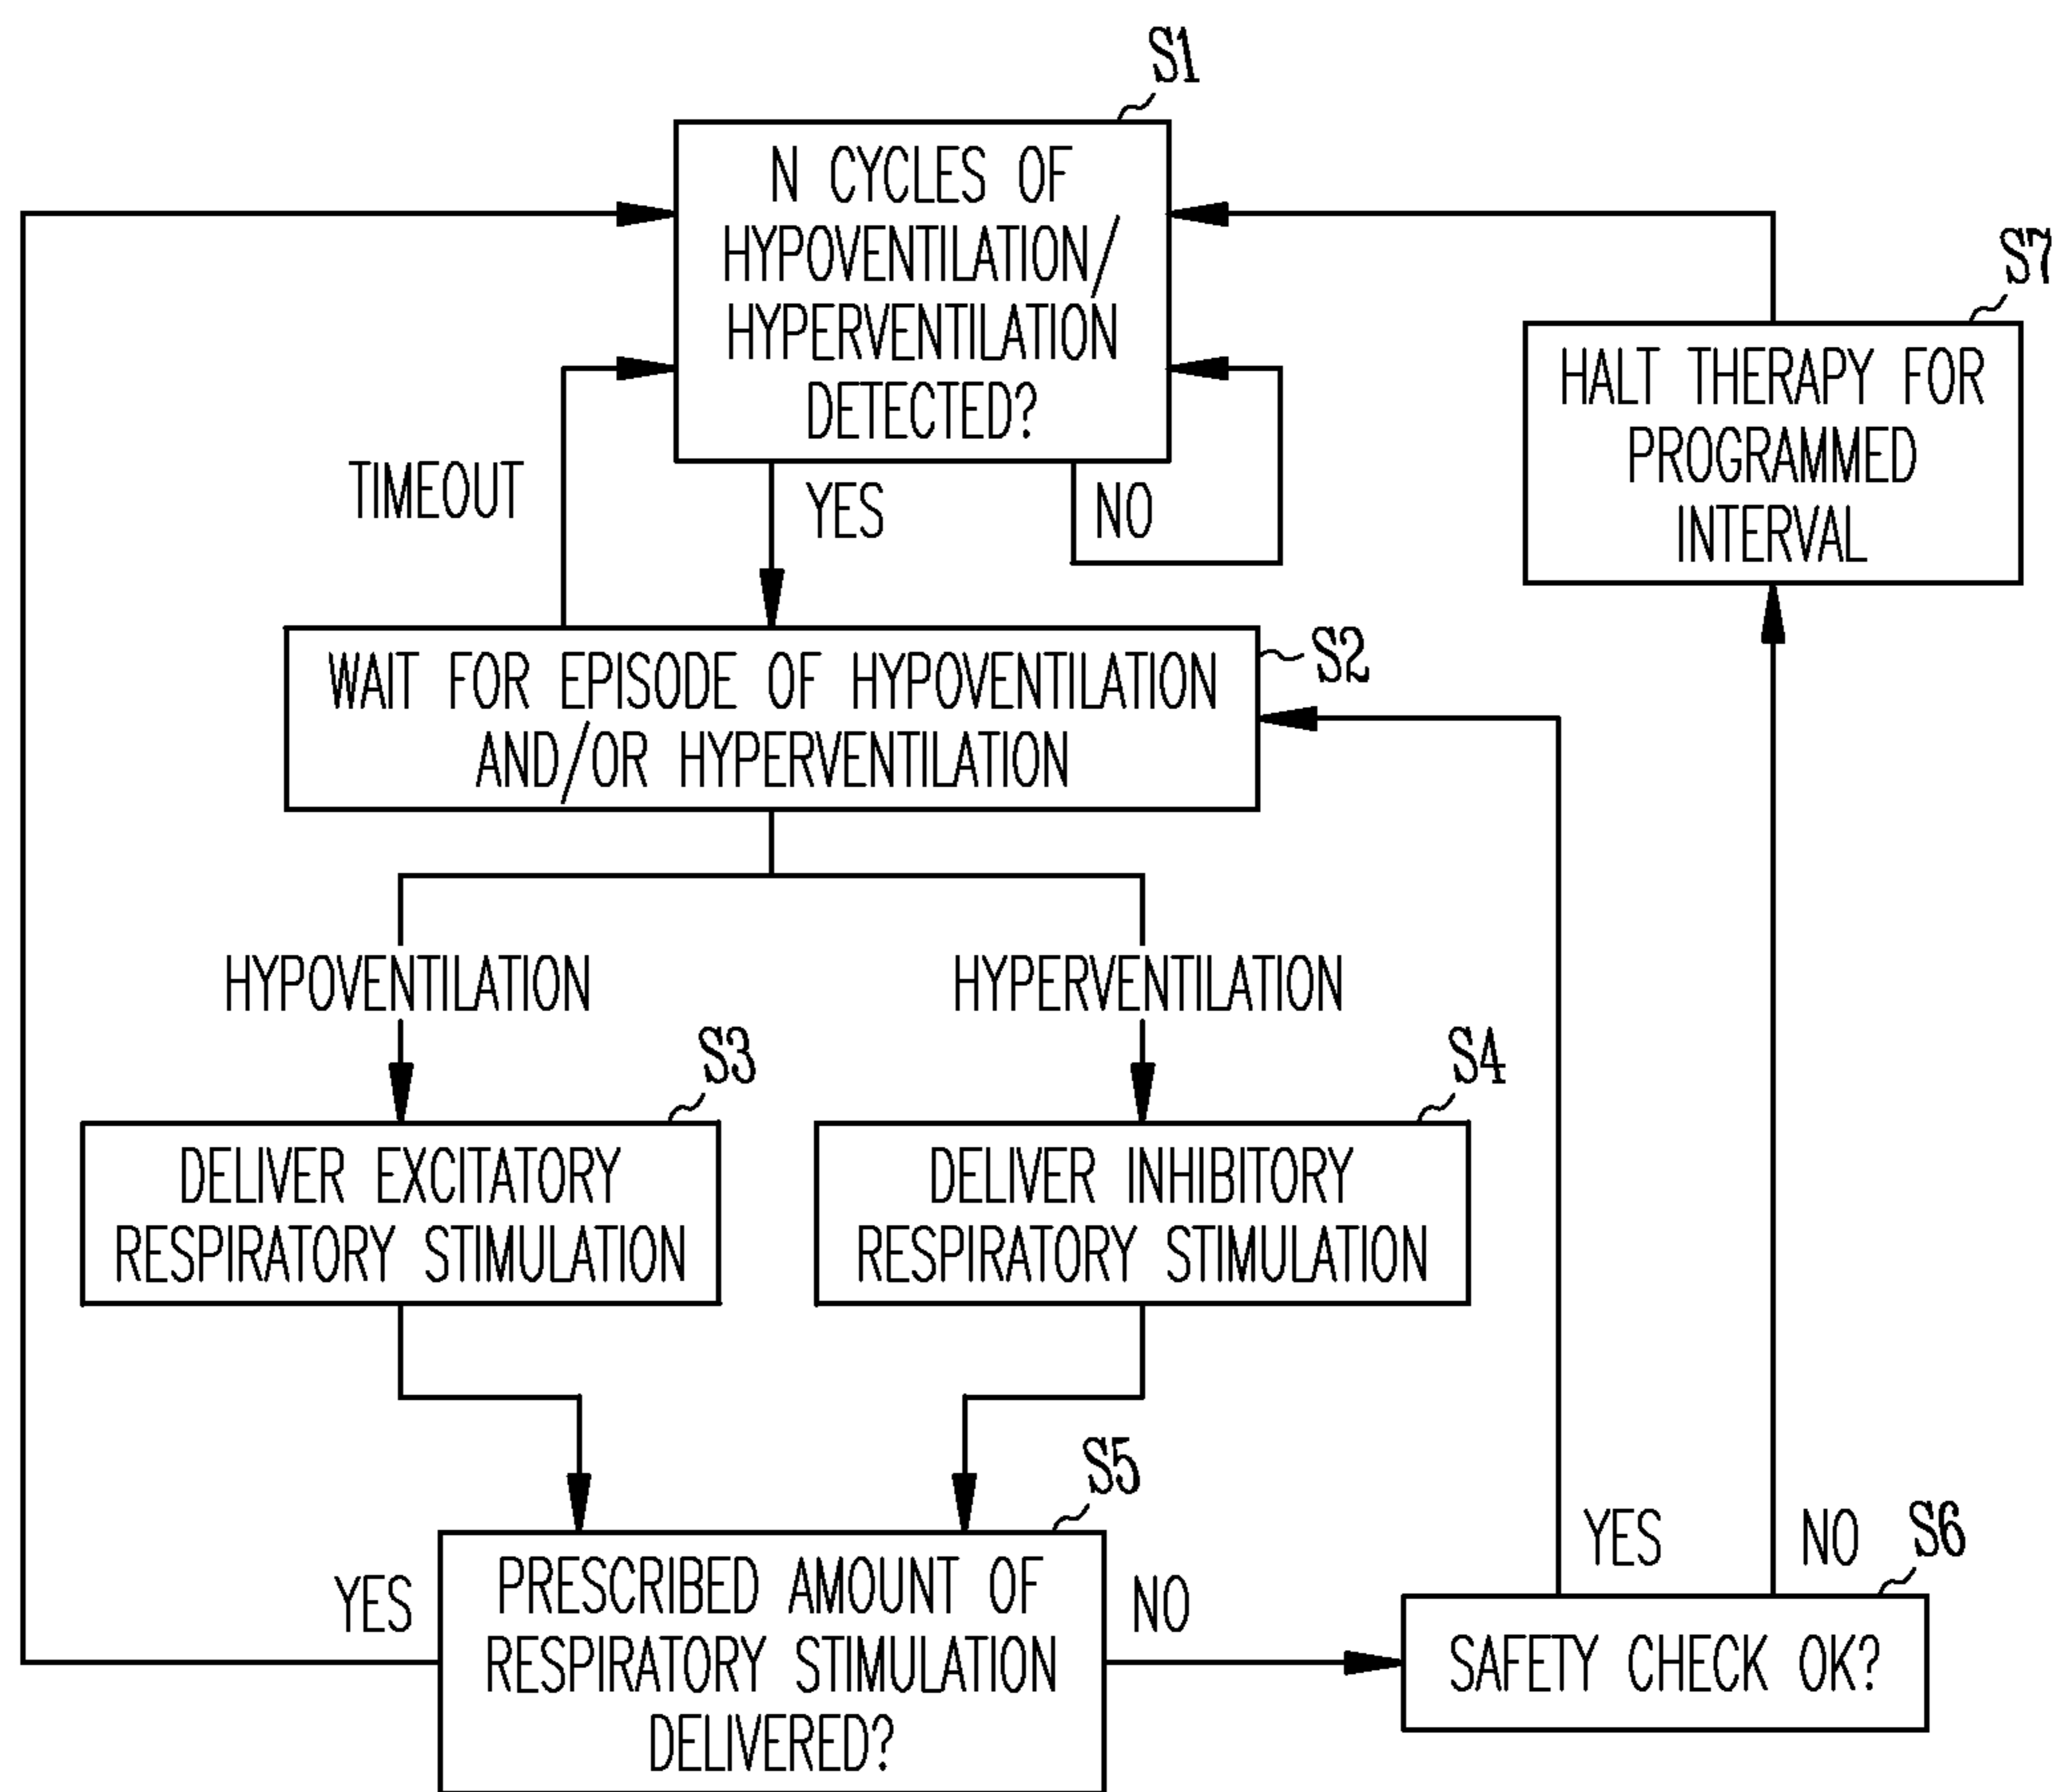 S1
N CYCLES OF
HYPOVENTILATION/
HYPERVENTILATION
DETECTED?
S7
HALT THERAPY FOR
PROGRAMMED
INTERVAL
TIMEOUT
YES
NO
S2
WAIT FOR EPISODE OF HYPOVENTILATION
AND/OR HYPERVENTILATION
HYPOVENTILATION
HYPERVENTILATION
S3
DELIVER EXCITATORY
RESPIRATORY STIMULATION
S4
DELIVER INHIBITORY
RESPIRATORY STIMULATION
S5
YES
PRESCRIBED AMOUNT OF
RESPIRATORY STIMULATION
DELIVERED?
NO
YES
NO
S6
SAFETY CHECK OK?